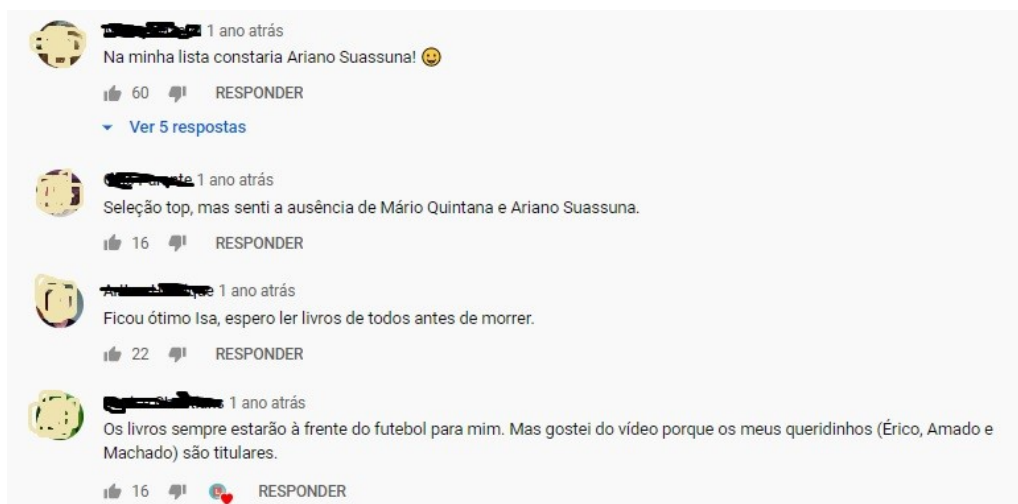 1 ano atrás
Na minha lista constaria Ariano Suassuna! 😀
60 RESPONDER
Ver 5 respostas
1 ano atrás
Seleção top, mas senti a ausência de Mário Quintana e Ariano Suassuna.
16 RESPONDER
1 ano atrás
Ficou ótimo Isa, espero ler livros de todos antes de morrer.
22 RESPONDER
1 ano atrás
Os livros sempre estarão à frente do futebol para mim. Mas gostei do vídeo porque os meus queridinhos (Érico, Amado e
Machado) são titulares.
16 RESPONDER